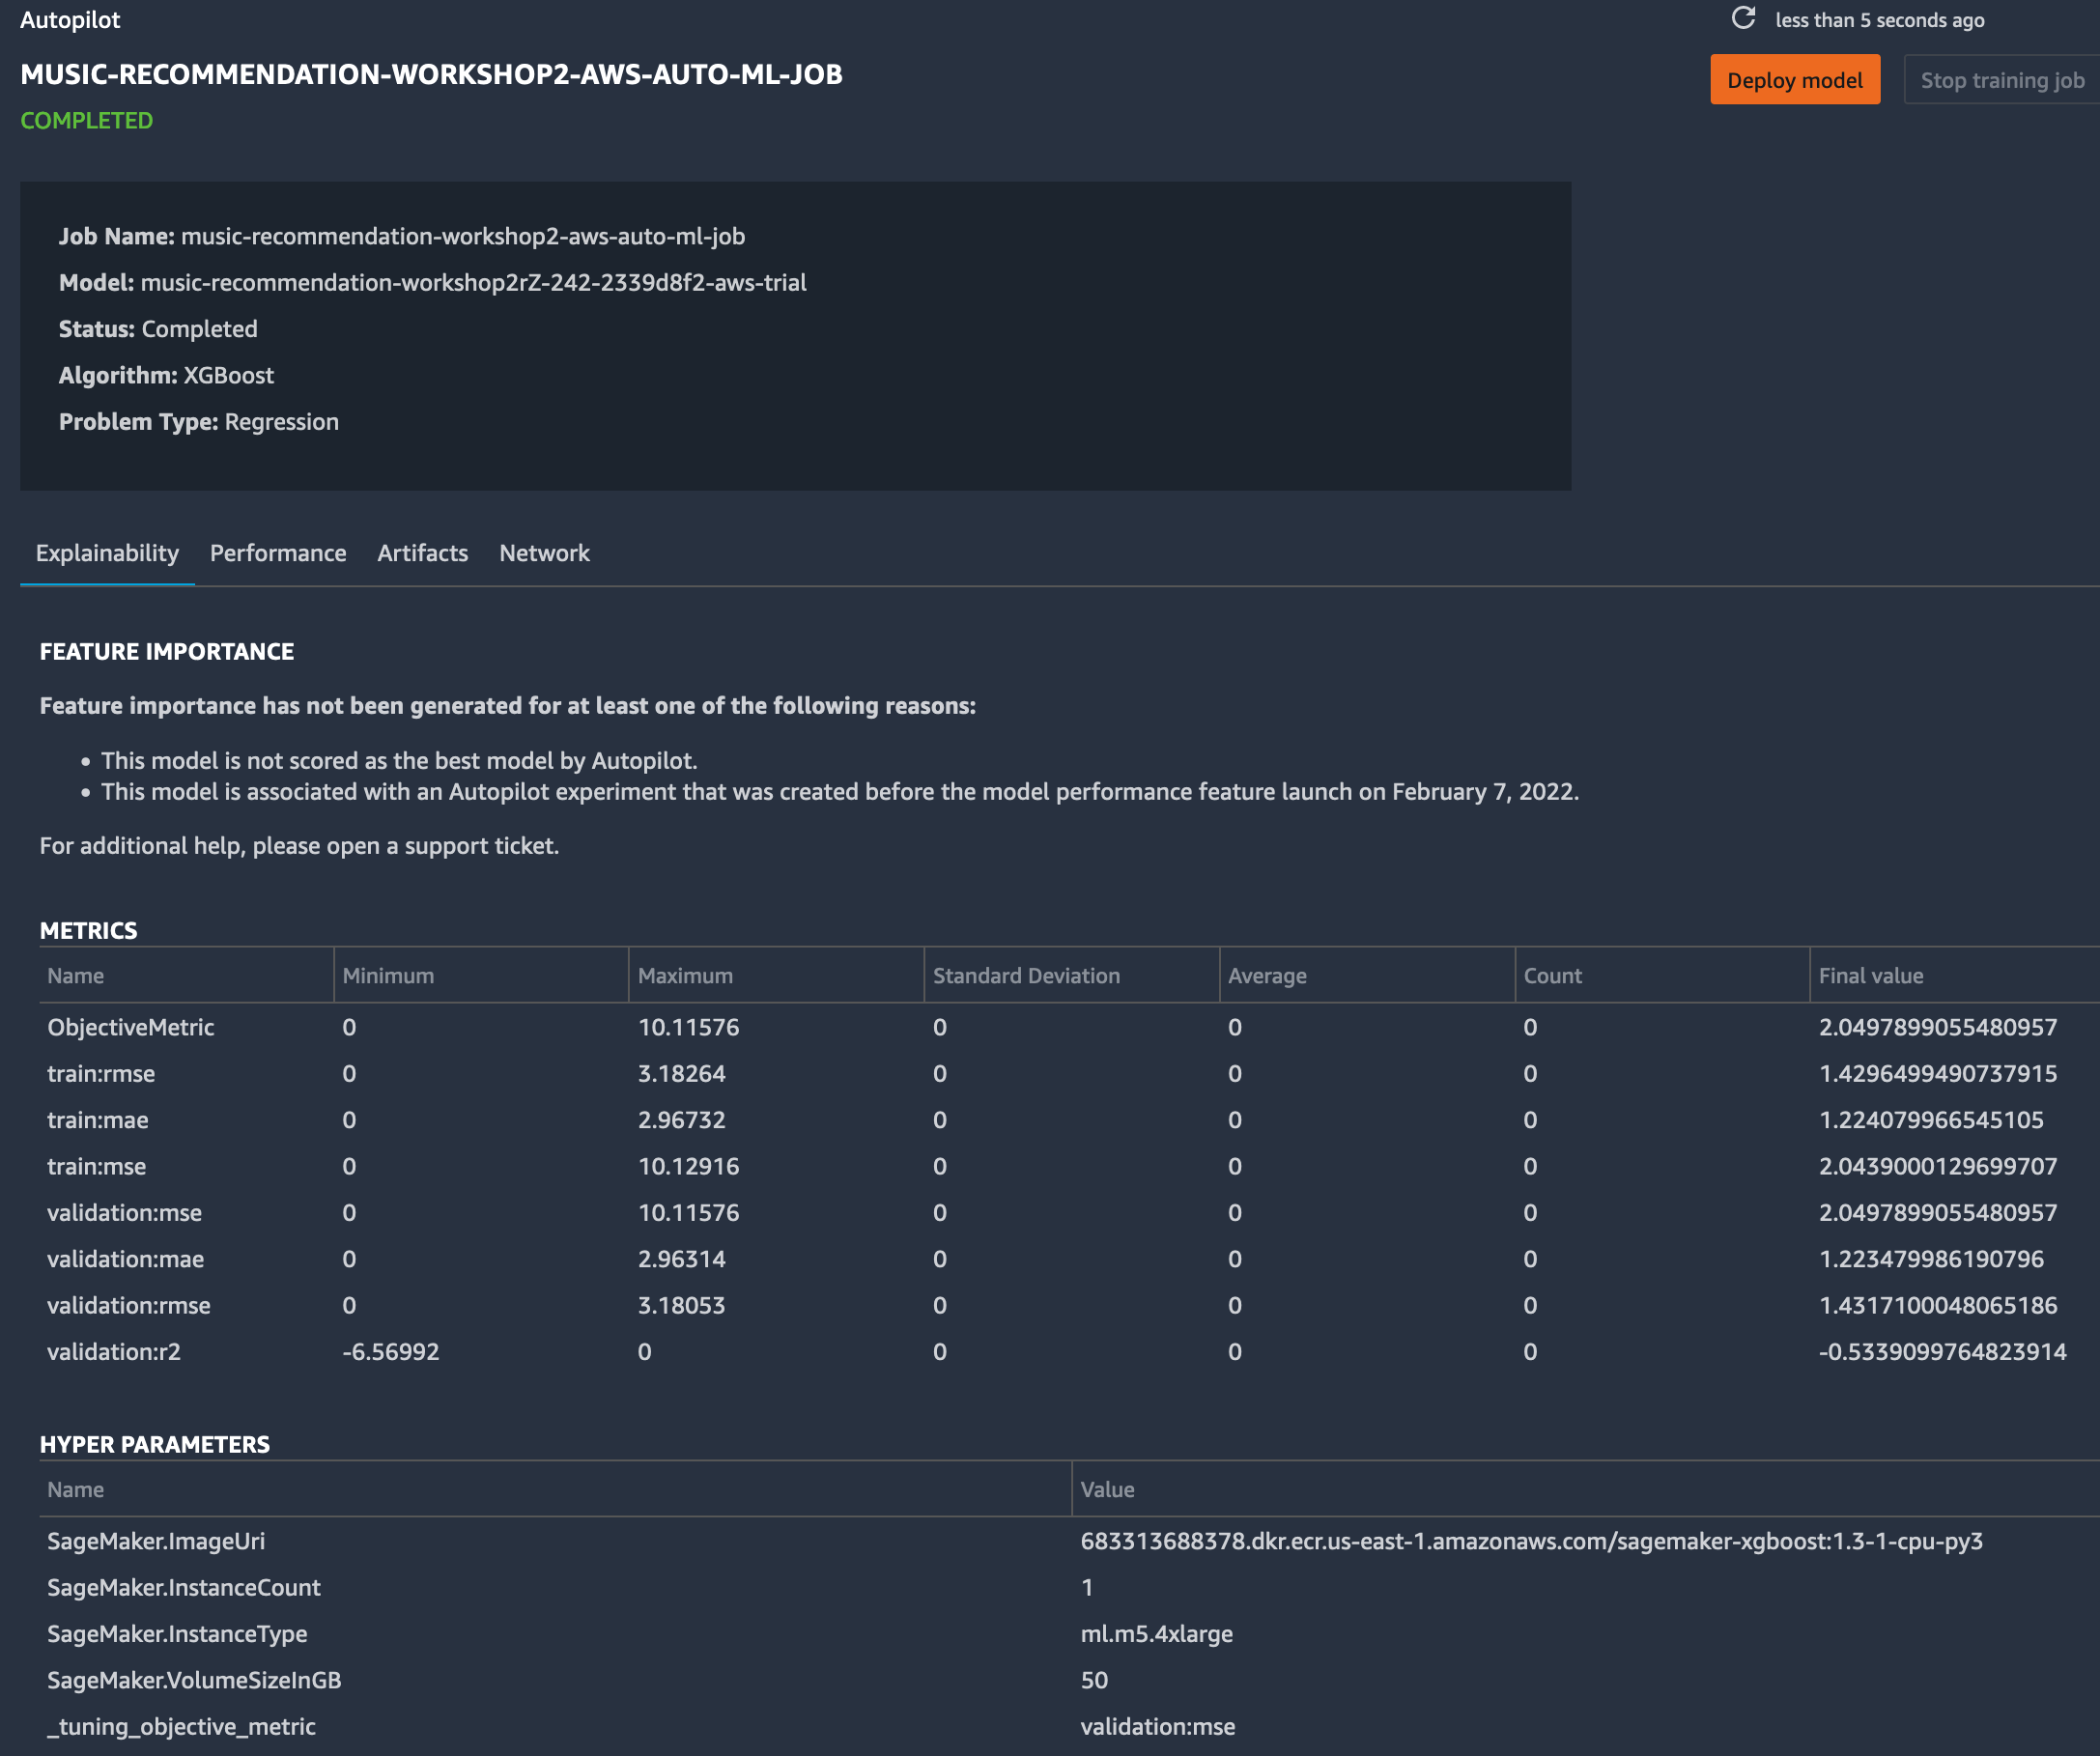 Autopilot
less than 5 seconds ago
MUSIC-RECOMMENDATION-WORKSHOP2-AWS-AUTO-ML-JOB
Deploy model
Stop training job
COMPLETED
Job Name: music-recommendation-workshop2-aws-auto-ml-job
Model: music-recommendation-workshop2rZ-242-2339d8f2-aws-trial
Status: Completed
Algorithm: XGBoost
Problem Type: Regression
Explainability Performance Artifacts Network
FEATURE IMPORTANCE
Feature importance has not been generated for at least one of the following reasons:
• This model is not scored as the best model by Autopilot.
• This model is associated with an Autopilot experiment that was created before the model performance feature launch on February 7, 2022.
For additional help, please open a support ticket.
METRICS
Name Minimum Maximum Standard Deviation Average Count Final value
ObjectiveMetric 0 10.11576 0 0 0 2.0497899055480957
train:rmse 0 3.18264 0 0 0 1.4296499490737915
train:mae 0 2.96732 0 0 0 1.224079966545105
train:mse 0 10.12916 0 0 0 2.0439000129699707
validation:mse 0 10.11576 0 0 0 2.0497899055480957
validation:mae 0 2.96314 0 0 0 1.223479986190796
validation:rmse 0 3.18053 0 0 0 1.4317100048065186
validation:r2 -6.56992 0 0 0 0 -0.5339099764823914
HYPER PARAMETERS
Name Value
SageMaker.ImageUri 683313688378.dkr.ecr.us-east-1.amazonaws.com/sagemaker-xgboost:1.3-1-cpu-py3
SageMaker.InstanceCount 1
SageMaker.InstanceType ml.m5.4xlarge
SageMaker.VolumeSizeInGB 50
_tuning_objective_metric validation:mse